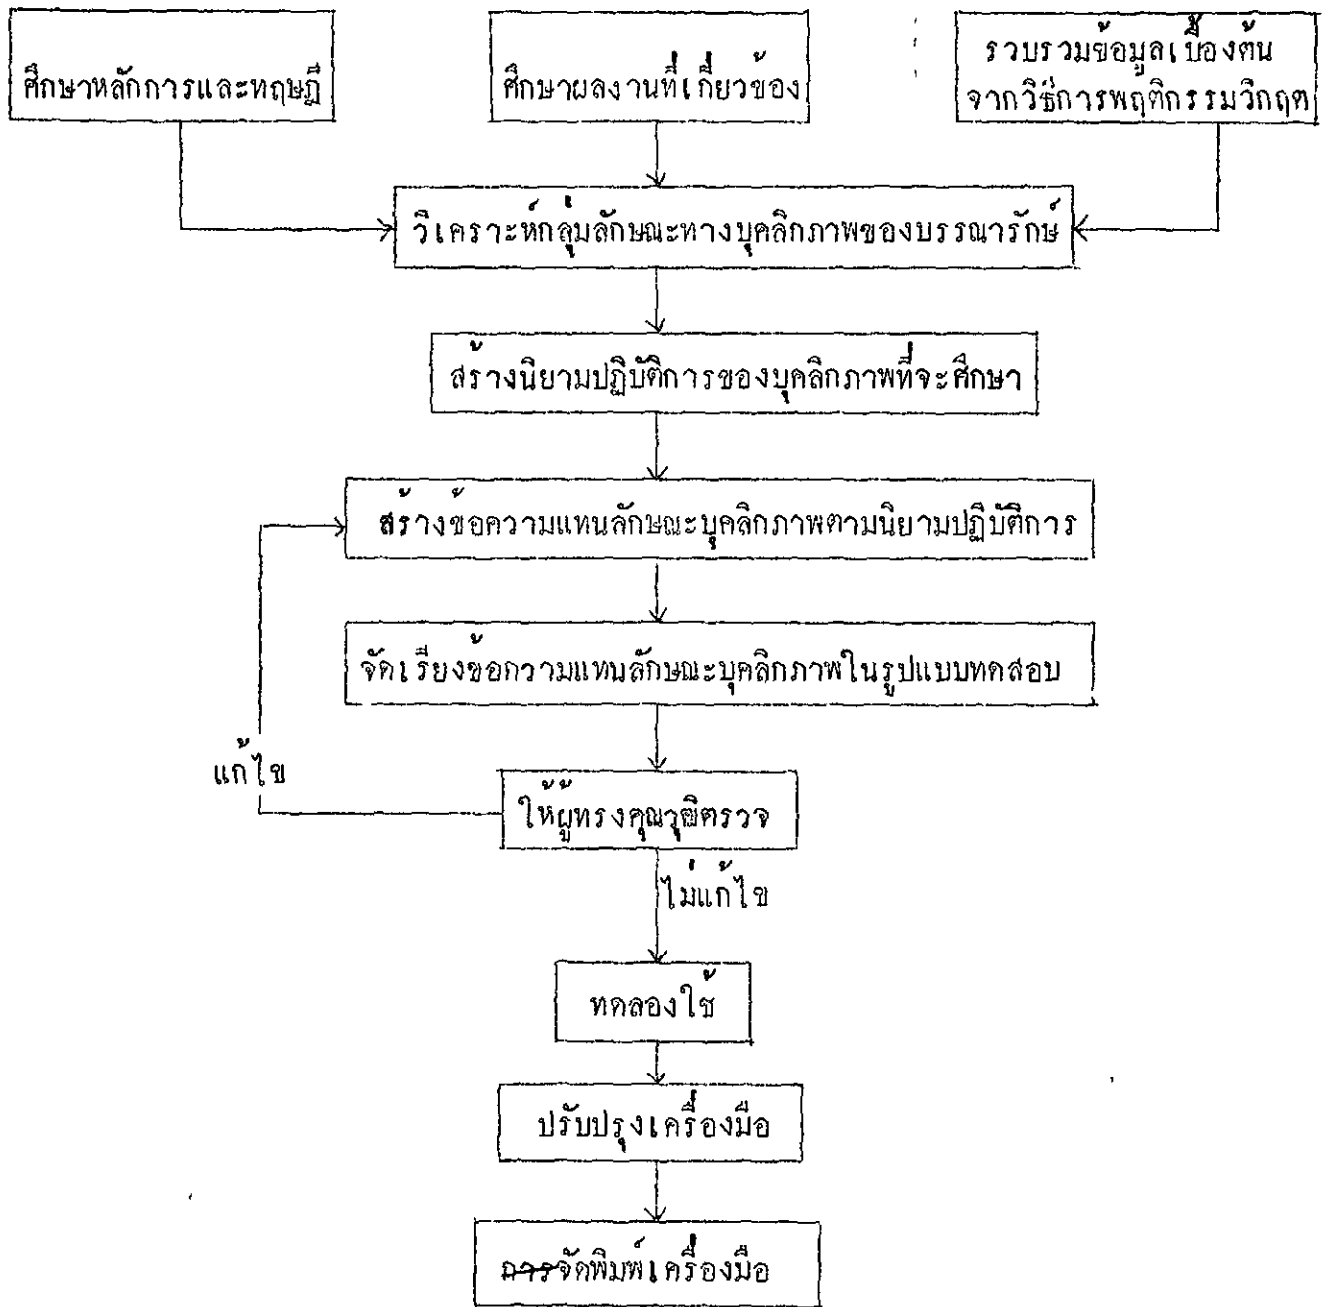 ศึกษาหลักการและทฤษฎี
ศึกษาผลงานที่เกี่ยวข้อง
รวบรวมข้อมูลเบื้องต้น
จากวิธีการพฤติกรรมวิกฤต
วิเคราะห์กลุ่มลักษณะทางบุคลิกภาพของบรรณารักษ์
สร้างนิยามปฏิบัติการของบุคลิกภาพที่จะศึกษา
สร้างข้อความแทนลักษณะบุคลิกภาพตามนิยามปฏิบัติการ
จัดเรียงข้อความแทนลักษณะบุคลิกภาพในรูปแบบทดสอบ
แก้ไข
ให้ผู้ทรงคุณวุฒิตรวจ
ไม่แก้ไข
ทดลองใช้
ปรับปรุงเครื่องมือ
การจัดพิมพ์เครื่องมือ